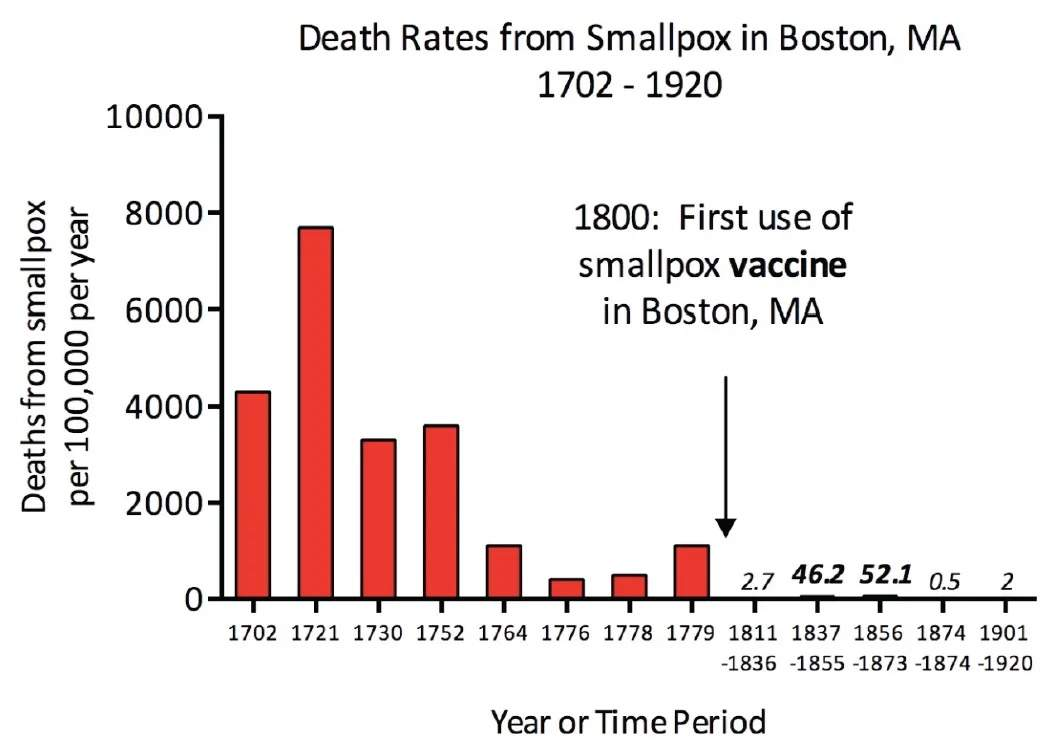 Death Rates from Smallpox in Boston, MA
1702 - 1920
Deaths from smallpox
per 100,000 per year
10000
8000
6000
4000
2000
0
1800: First use of
smallpox vaccine
in Boston, MA
2.7 46.2 52.1 0.5 2
1702 1721 1730 1752 1764 1776 1778 1779 1811 1837 1856 1874 1901
-1836 -1855 -1873 -1874 -1920
Year or Time Period